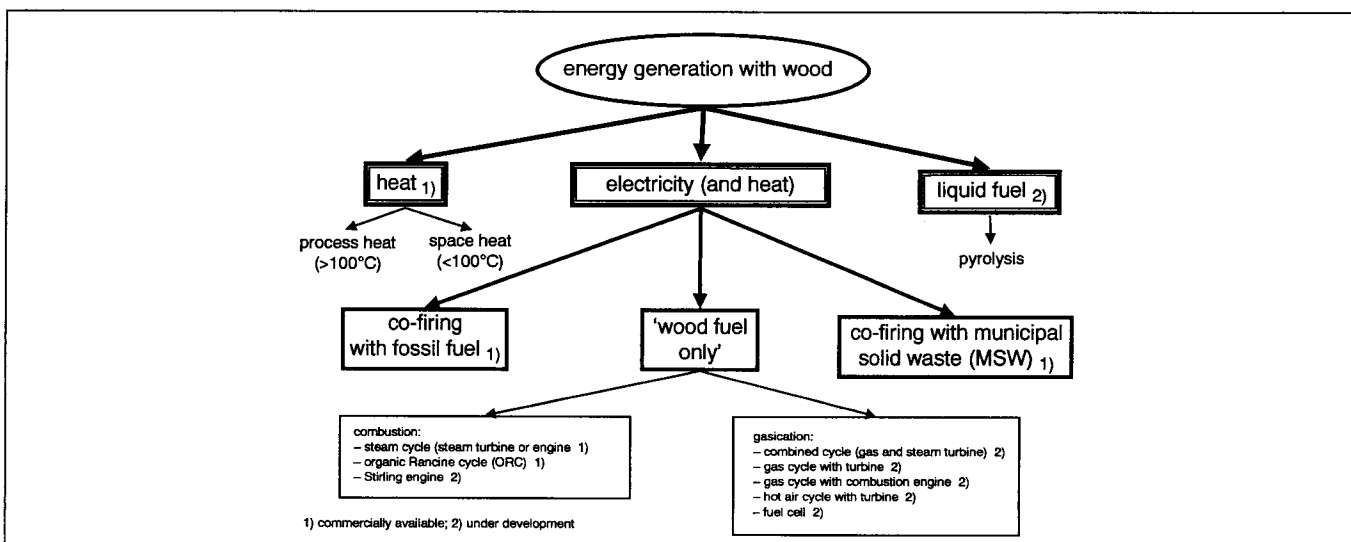 energy generation with wood
heat 1)
electricity (and heat)
liquid fuel 2)
process heat
(>100°C)
space heat
(<100°C)
pyrolysis
co-firing
with fossil fuel 1)
'wood fuel
only'
co-firing with municipal
solid waste (MSW) 1)
combustion:
– steam cycle (steam turbine or engine 1)
– organic Rancine cycle (ORC) 1)
– Stirling engine 2)
gasication:
– combined cycle (gas and steam turbine) 2)
– gas cycle with turbine 2)
– gas cycle with combustion engine 2)
– hot air cycle with turbine 2)
– fuel cell 2)
1) commercially available; 2) under development